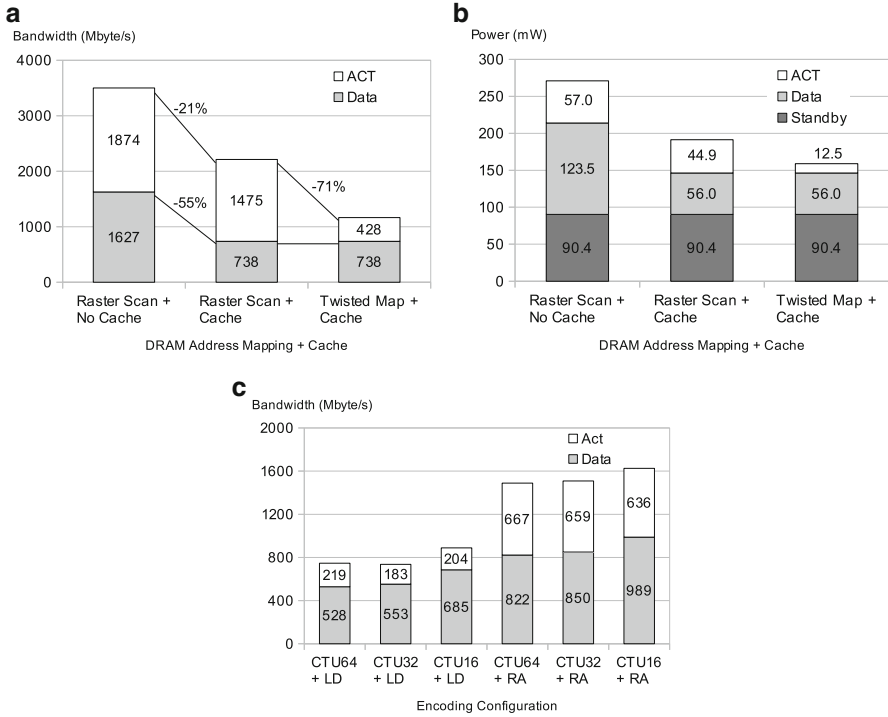 a
Bandwidth (Mbyte/s)
4000
3000
2000
1000
0
ACT
Data
-21%
-55%
-71%
1874
1627
1475
738
428
738
Raster Scan +
No Cache
Raster Scan +
Cache
Twisted Map +
Cache
DRAM Address Mapping + Cache
b
Power (mW)
300
250
200
150
100
50
0
ACT
Data
Standby
57.0
123.5
90.4
44.9
56.0
90.4
12.5
56.0
90.4
Raster Scan +
No Cache
Raster Scan +
Cache
Twisted Map +
Cache
DRAM Address Mapping + Cache
c
Bandwidth (Mbyte/s)
2000
1600
1200
800
400
0
Act
Data
219
528
183
553
204
685
667
822
659
850
636
989
CTU64
+ LD
CTU32
+ LD
CTU16
+ LD
CTU64
+ RA
CTU32
+ RA
CTU16
+ RA
Encoding Configuration